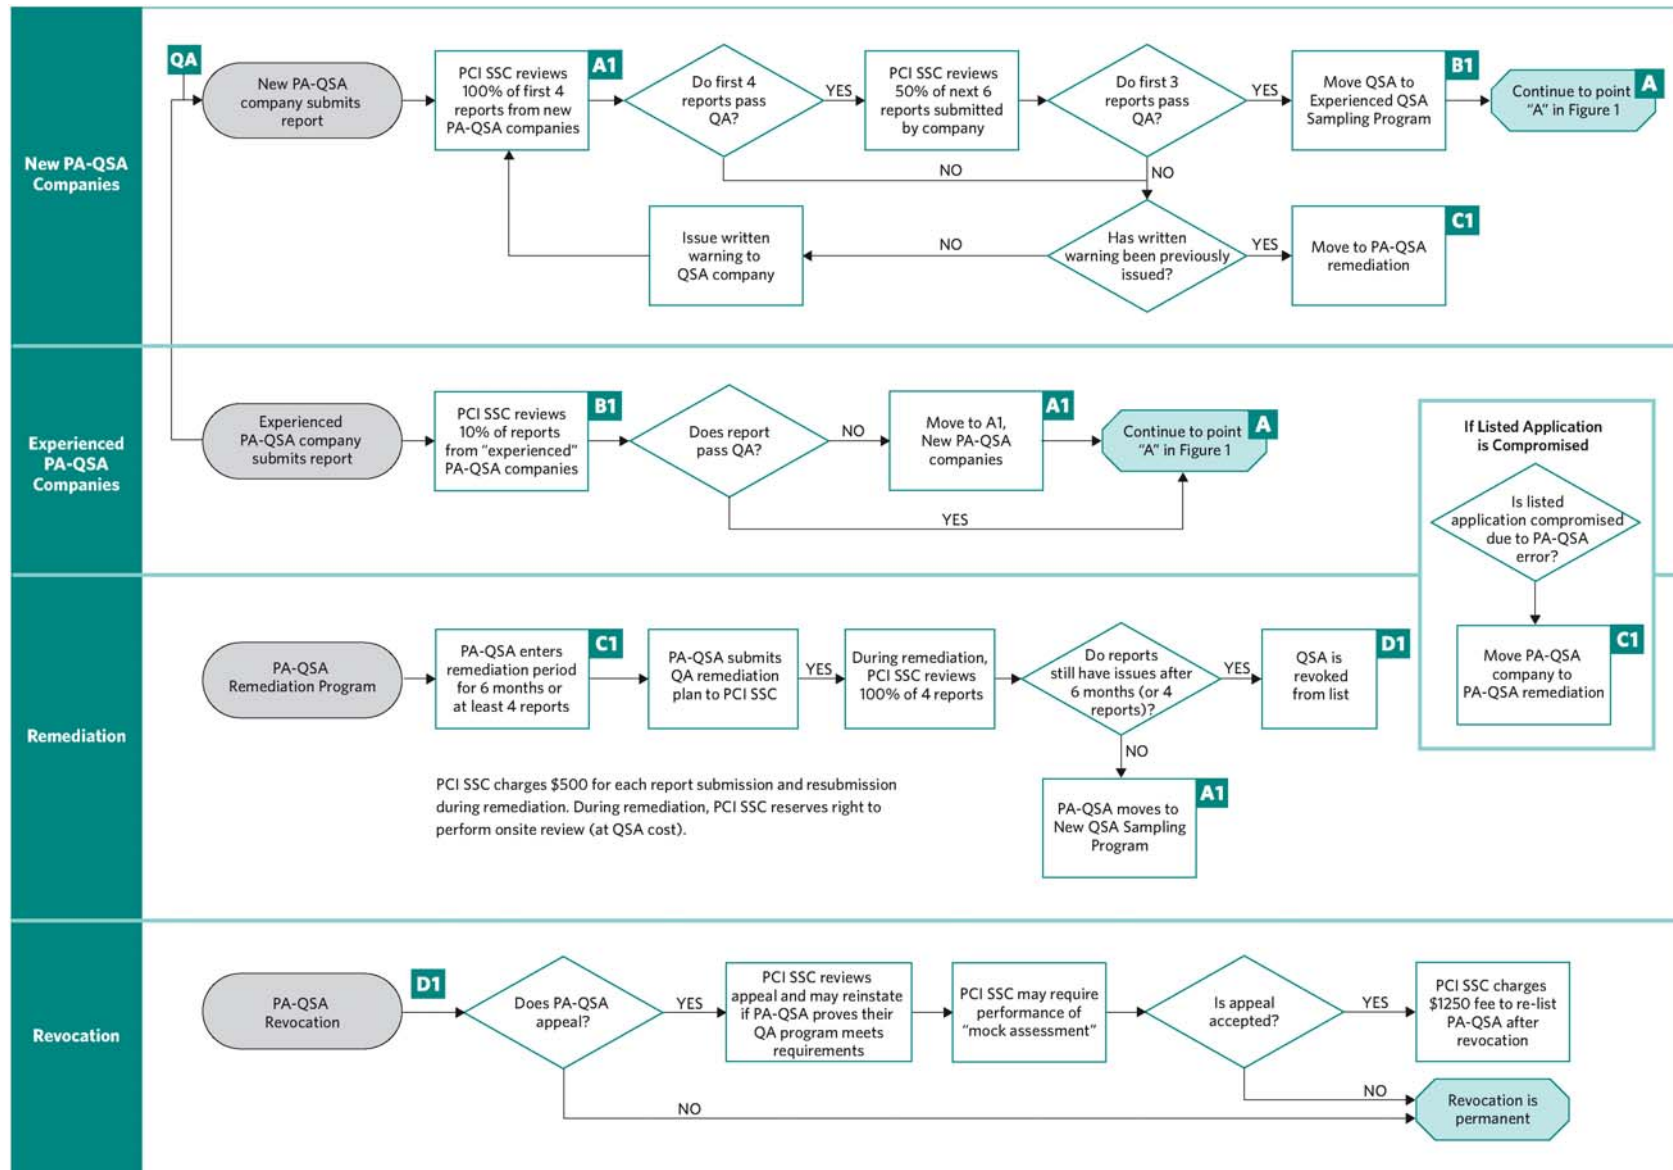 New PA-QSA
Companies
QA
New PA-QSA
company submits
report
A1
PCI SSC reviews
100% of first 4
reports from new
PA-QSA companies
Do first 4
reports pass
QA?
YES
NO
PCI SSC reviews
50% of next 6
reports submitted
by company
Do first 3
reports pass
QA?
YES
NO
B1
Move QSA to
Experienced QSA
Sampling Program
A
Continue to point
"A" in Figure 1
Issue written
warning to
QSA company
NO
Has written
warning been previously
issued?
YES
C1
Move to PA-QSA
remediation
Experienced
PA-QSA
Companies
Experienced
PA-QSA company
submits report
B1
PCI SSC reviews
10% of reports
from "experienced"
PA-QSA companies
Does report
pass QA?
NO
YES
A1
Move to A1,
New PA-QSA
companies
A
Continue to point
"A" in Figure 1
If Listed Application
is Compromised
Is listed
application compromised
due to PA-QSA
error?
C1
Move PA-QSA
company to
PA-QSA remediation
Remediation
PA-QSA
Remediation Program
C1
PA-QSA enters
remediation period
for 6 months or
at least 4 reports
PA-QSA submits
QA remediation
plan to PCI SSC
YES
During remediation,
PCI SSC reviews
100% of 4 reports
Do reports
still have issues after
6 months (or 4
reports)?
YES
NO
D1
QSA is
revoked
from list
A1
PA-QSA moves to
New QSA Sampling
Program
PCI SSC charges $500 for each report submission and resubmission
during remediation. During remediation, PCI SSC reserves right to
perform onsite review (at QSA cost).
Revocation
PA-QSA
Revocation
D1
Does PA-QSA
appeal?
YES
NO
PCI SSC reviews
appeal and may reinstate
if PA-QSA proves their
QA program meets
requirements
PCI SSC may require
performance of
"mock assessment"
Is appeal
accepted?
YES
NO
PCI SSC charges
$1250 fee to re-list
PA-QSA after
revocation
Revocation is
permanent